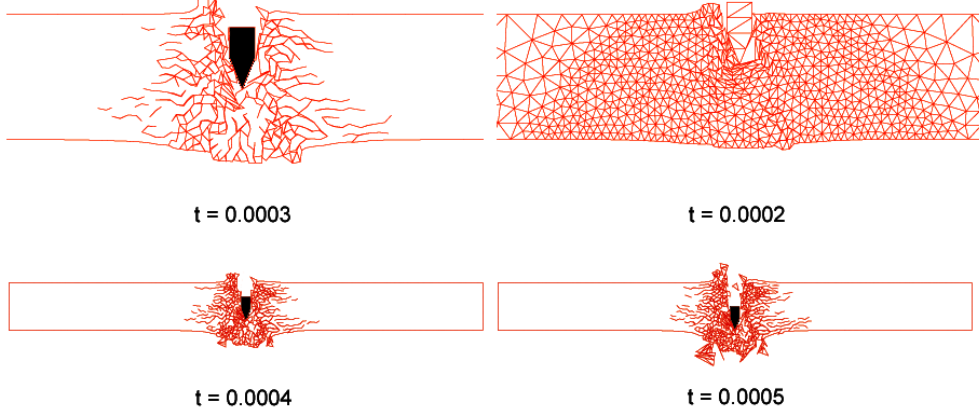 t = 0.0003
t = 0.0002
t = 0.0004
t = 0.0005